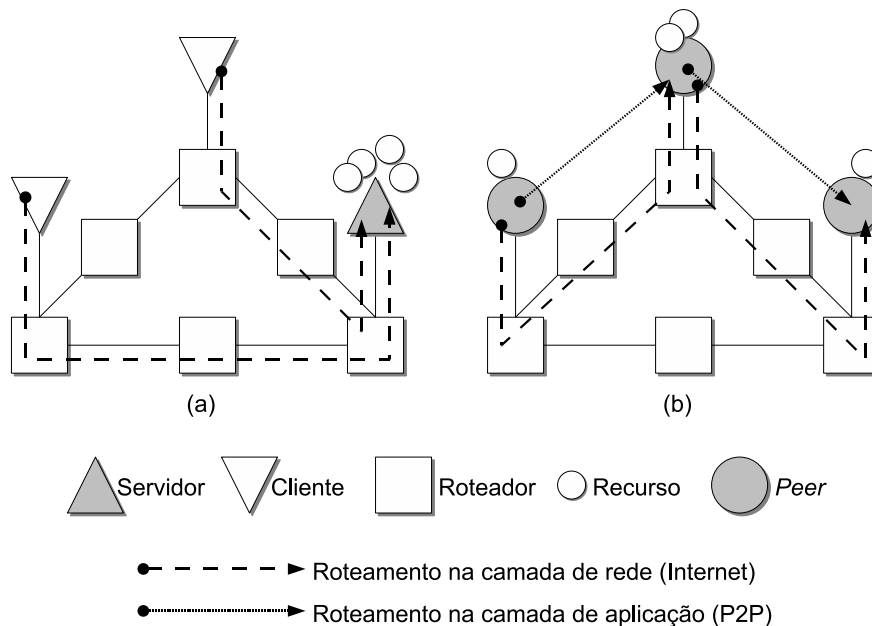 (a)
(b)
Servidor
Cliente
Roteador
Recurso
Peer
Roteamento na camada de rede (Internet)
Roteamento na camada de aplicação (P2P)